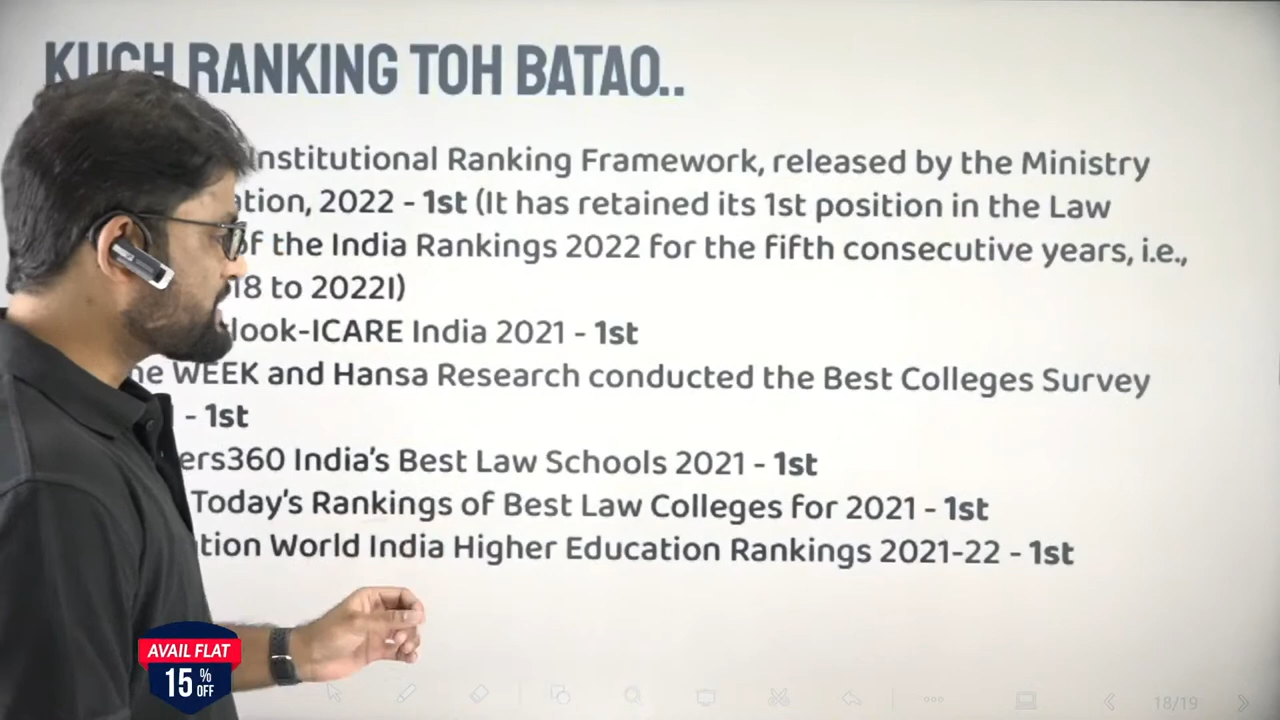 KUCH RANKING TOH BATAO..
Institutional Ranking Framework, released by the Ministry
2022 - 1st (It has retained its 1st position in the Law
of the India Rankings 2022 for the fifth consecutive years, i.e.,
18 to 2022I)
look-ICARE India 2021 - 1st
WEEK and Hansa Research conducted the Best Colleges Survey
- 1st
ers360 India's Best Law Schools 2021 - 1st
Today's Rankings of Best Law Colleges for 2021 - 1st
tion World India Higher Education Rankings 2021-22 - 1st
AVAIL FLAT
15 % OFF
18/19